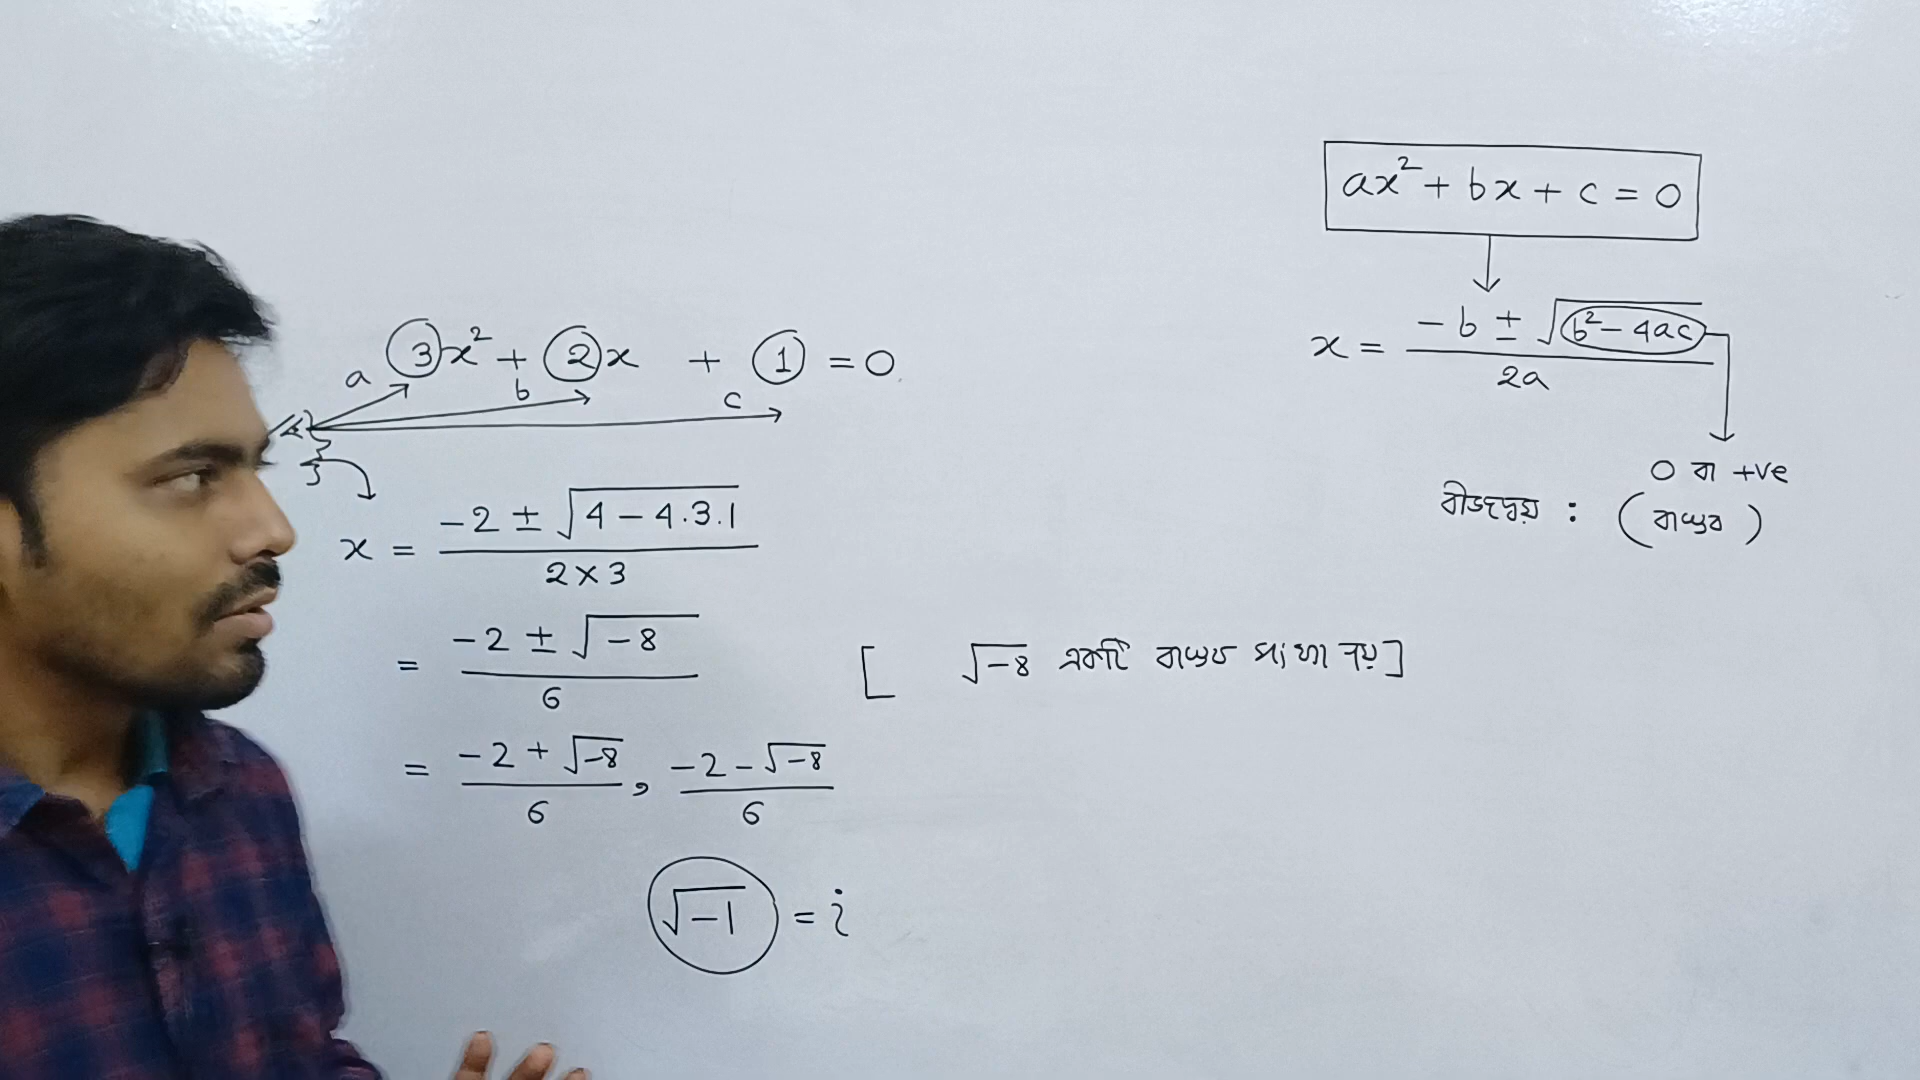 3x² + 2x + 1 = 0
a b c
x = (-2 ± √(4 - 4.3.1)) / (2 × 3)
= (-2 ± √-8) / 6 [ √-8 একটি বাস্তব সংখ্যা নয় ]
= (-2 + √-8) / 6 , (-2 - √-8) / 6
√-1 = i
ax² + bx + c = 0
x = (-b ± √(b² - 4ac)) / 2a
0 বা +ve
বীজদ্বয় : ( বাস্তব )